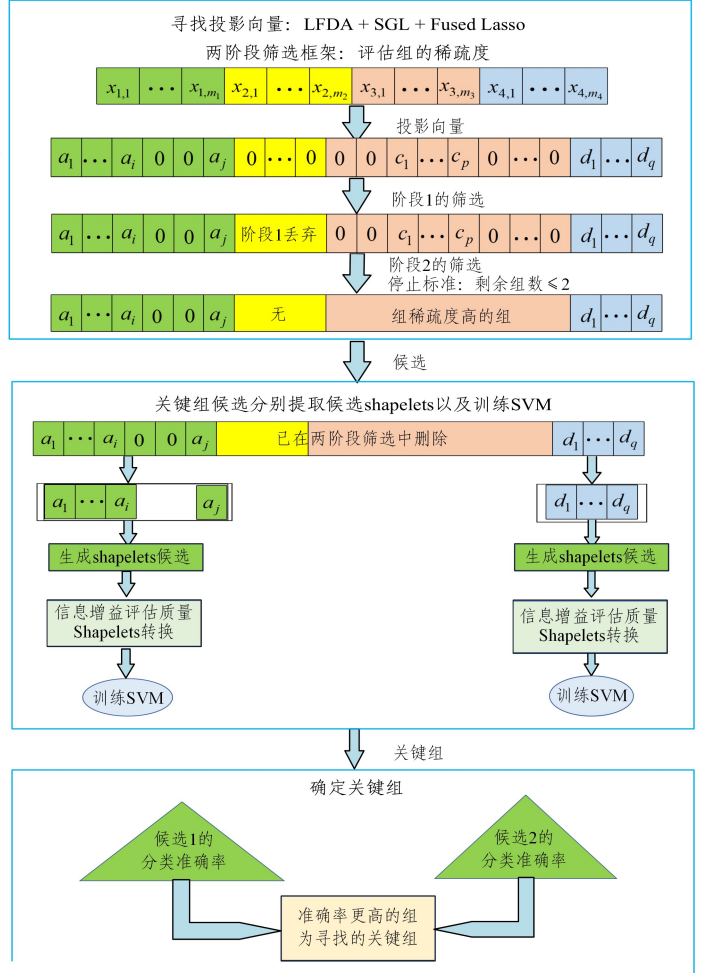 寻找投影向量：LFDA + SGL + Fused Lasso
两阶段筛选框架：评估组的稀疏度
x₁,₁ ··· x₁,ₘ₁ x₂,₁ ··· x₂,ₘ₂ x₃,₁ ··· x₃,ₘ₃ x₄,₁ ··· x₄,ₘ₄
投影向量
a₁ ··· aᵢ 0 0 aⱼ 0 ··· 0 0 0 c₁ ··· cₚ 0 ··· 0 d₁ ··· d_q
阶段1的筛选
a₁ ··· aᵢ 0 0 aⱼ 阶段1丢弃 0 0 c₁ ··· cₚ 0 ··· 0 d₁ ··· d_q
阶段2的筛选
停止标准：剩余组数⩽2
a₁ ··· aᵢ 0 0 aⱼ 无 组稀疏度高的组 d₁ ··· d_q
候选
关键组候选分别提取候选shapelets以及训练SVM
a₁ ··· aᵢ 0 0 aⱼ 已在两阶段筛选中删除 d₁ ··· d_q
a₁ ··· aᵢ aⱼ d₁ ··· d_q
生成shapelets候选 生成shapelets候选
信息增益评估质量 信息增益评估质量
Shapelets转换 Shapelets转换
训练SVM 训练SVM
关键组
确定关键组
候选1的 候选2的
分类准确率 分类准确率
准确率更高的组
为寻找的关键组